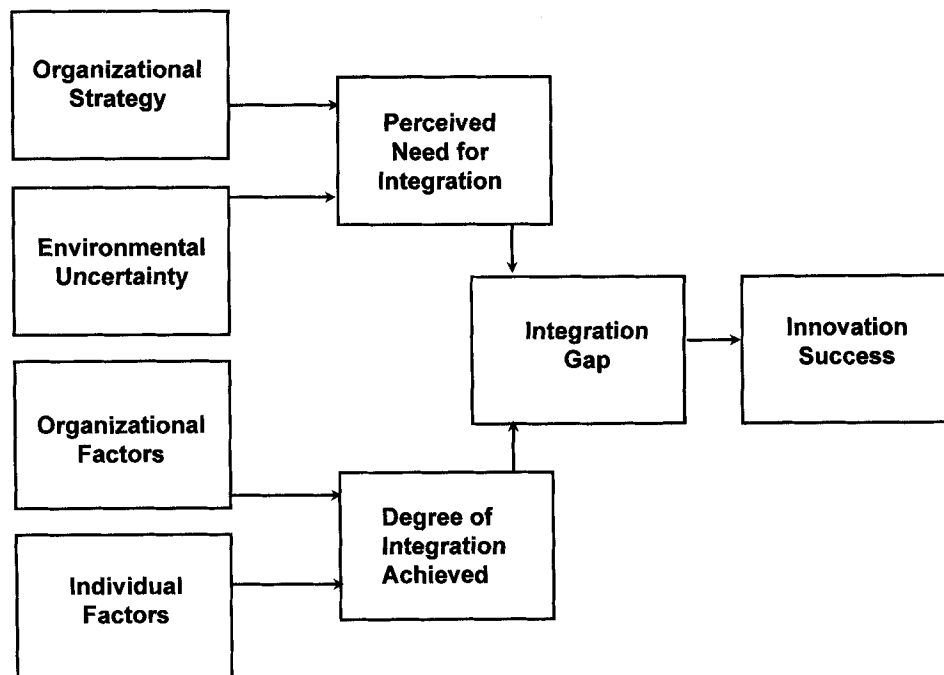 Organizational
Strategy
Perceived
Need for
Integration
Environmental
Uncertainty
Integration
Gap
Innovation
Success
Organizational
Factors
Degree of
Integration
Achieved
Individual
Factors